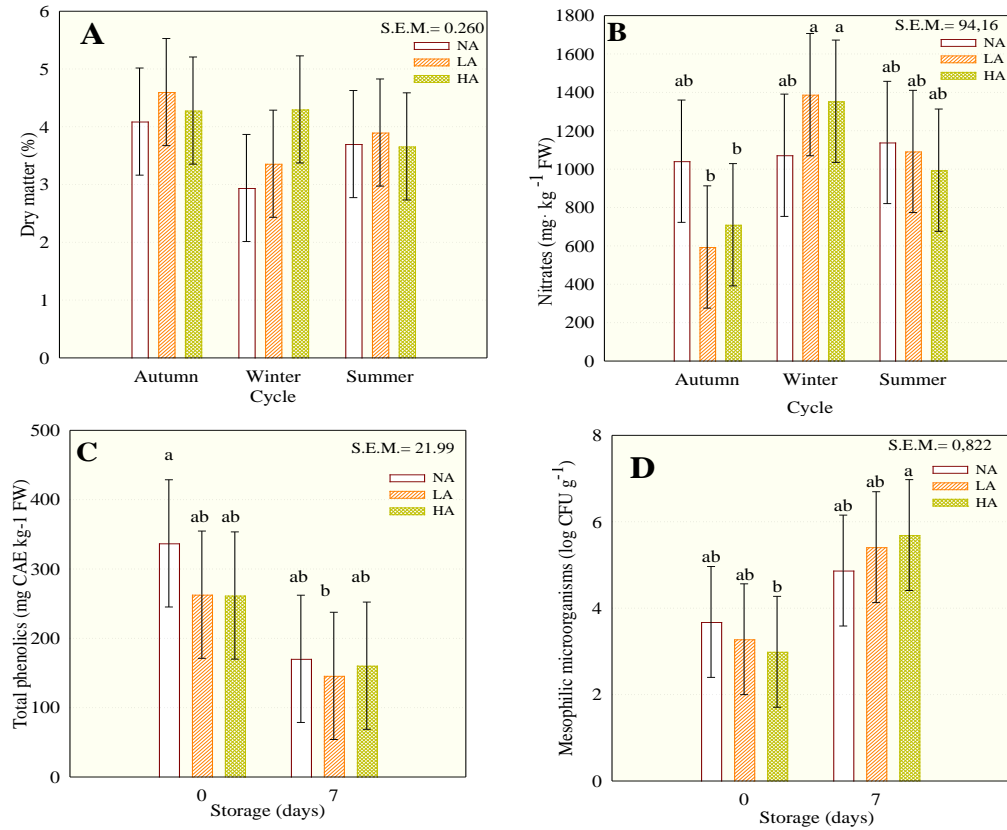 A
S.E.M.= 0.260
NA
LA
HA
6
5
4
3
2
1
0
Dry matter (%)
Autumn Winter Summer
Cycle
B
S.E.M.= 94,16
NA
LA
HA
1800
1600
1400
1200
1000
800
600
400
200
0
Nitrates (mg· kg -1 FW)
ab b b ab a a ab ab ab
Autumn Winter Summer
Cycle
C
S.E.M.= 21.99
NA
LA
HA
500
400
300
200
100
0
Total phenolics (mg CAE kg-1 FW)
a ab ab ab b ab
0 7
Storage (days)
D
S.E.M.= 0,822
NA
LA
HA
8
6
4
2
0
Mesophilic microorganisms (log CFU g-1)
ab ab b ab ab a
0 7
Storage (days)